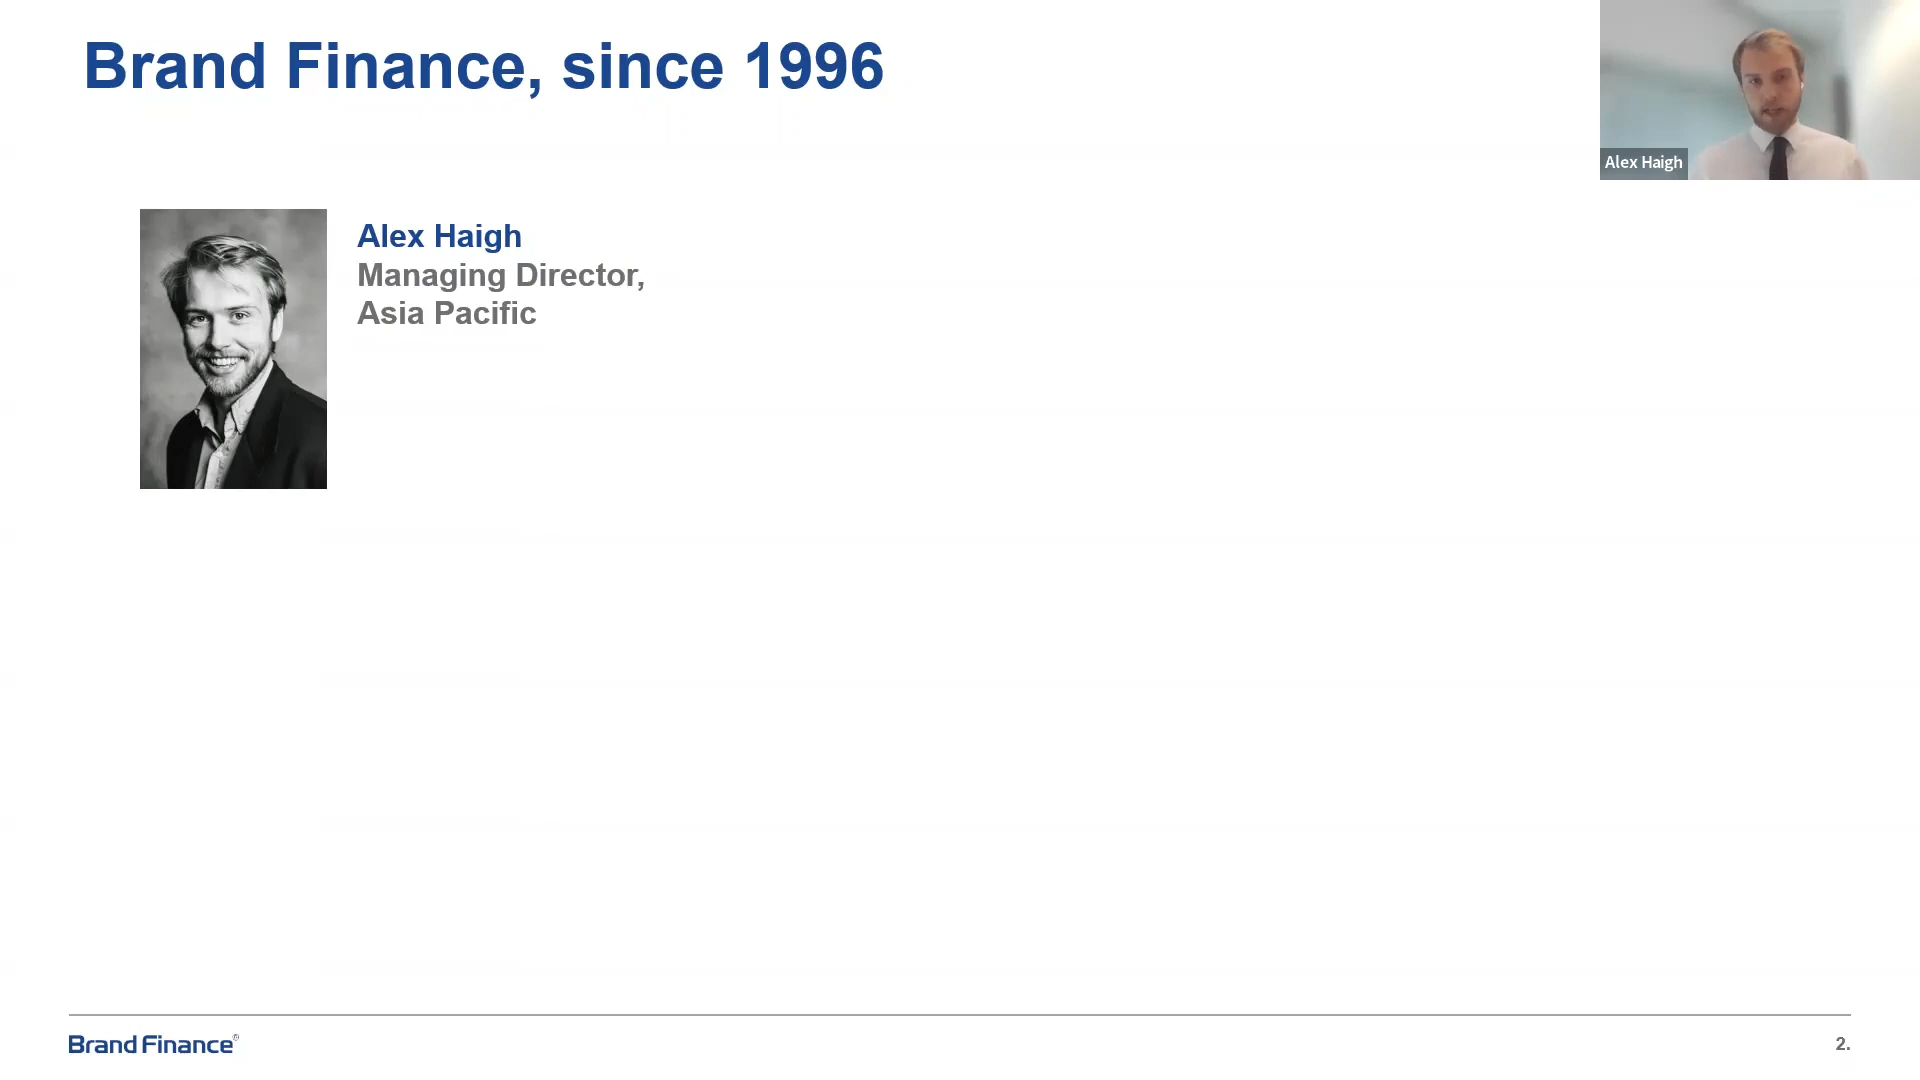 Brand Finance, since 1996
Alex Haigh
Alex Haigh
Managing Director,
Asia Pacific
Brand Finance®
2.